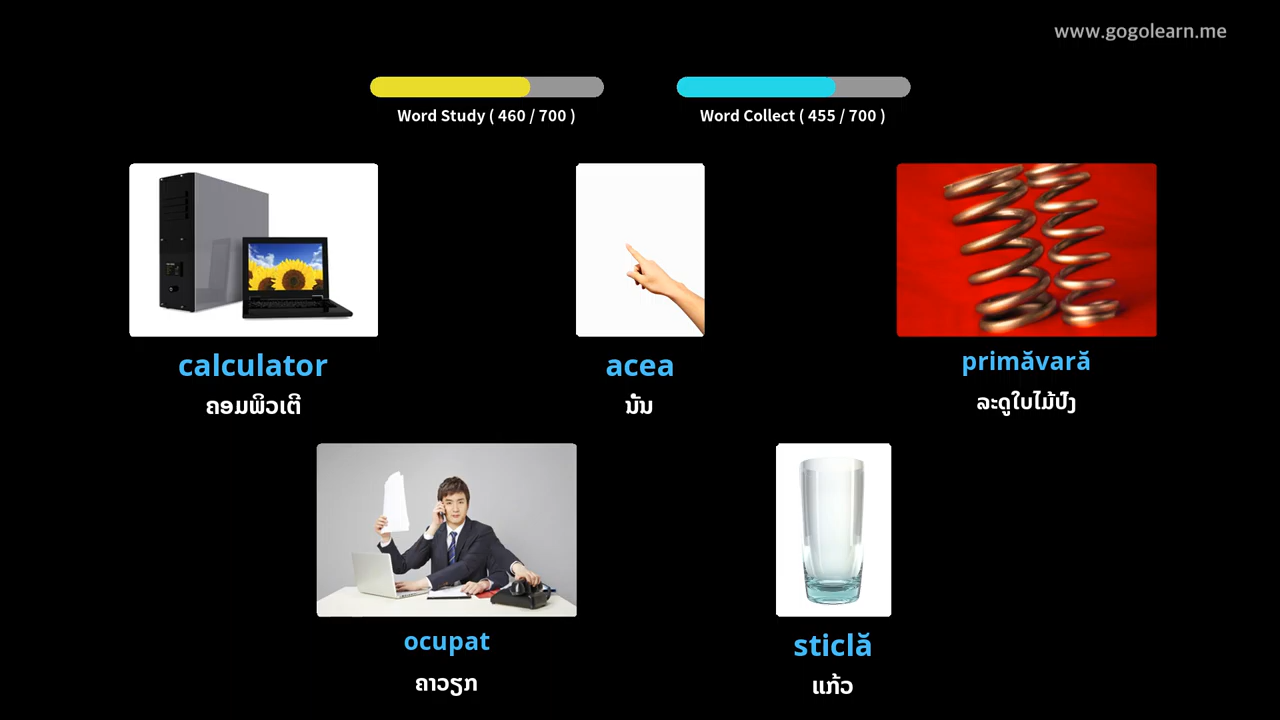 www.gogolearn.me
Word Study ( 460 / 700 )
Word Collect ( 455 / 700 )
calculator
ຄອມພິວເຕີ
acea
ນັ້ນ
primăvară
ລະດູໃບໄມ້ປົ່ງ
ocupat
ຄາວຽກ
sticlă
ແກ້ວ